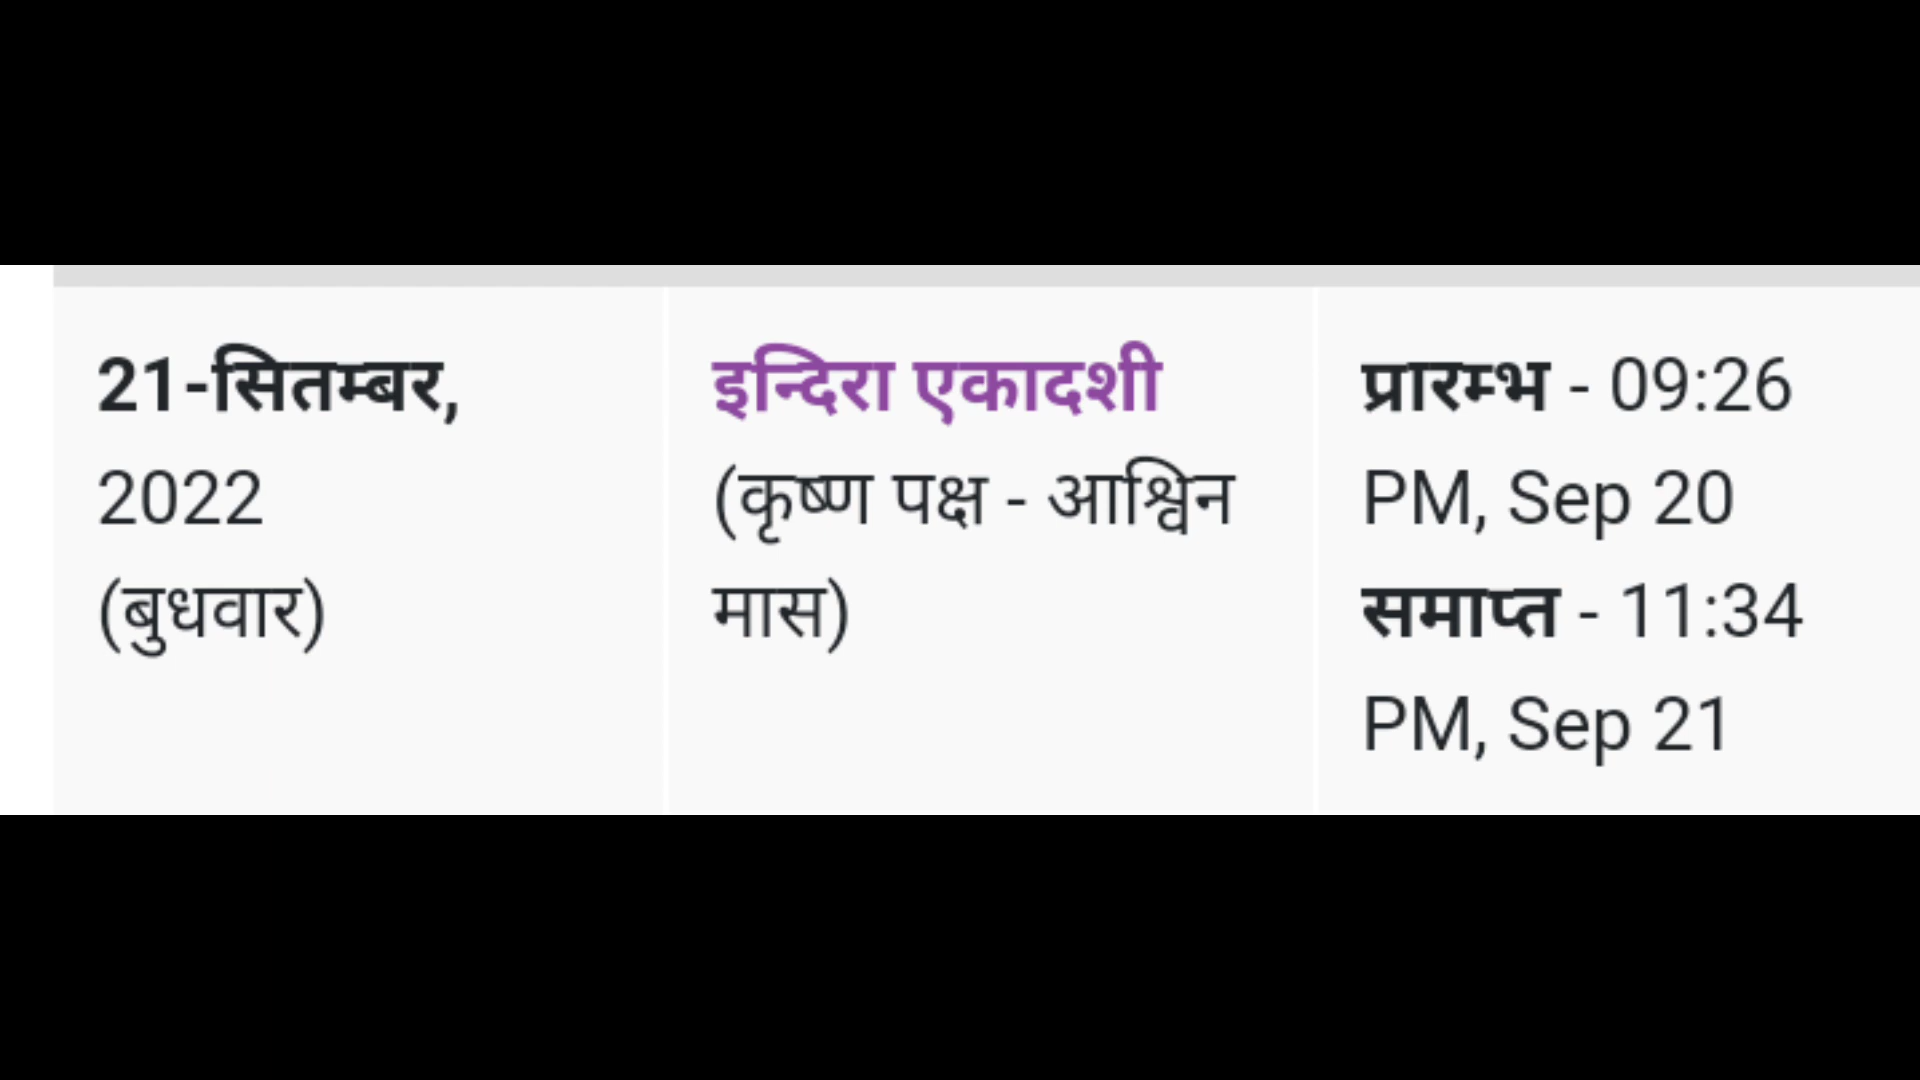 21-सितम्बर,
2022
(बुधवार)
इन्दिरा एकादशी
(कृष्ण पक्ष - आश्विन
मास)
प्रारम्भ - 09:26
PM, Sep 20
समाप्त - 11:34
PM, Sep 21